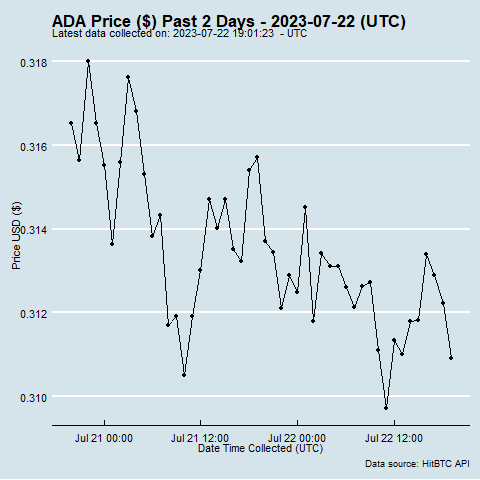 ADA Price ($) Past 2 Days - 2023-07-22 (UTC)
Latest data collected on: 2023-07-22 19:01:23 - UTC
0.318
0.316
0.314
0.312
0.310
Price USD ($)
Jul 21 00:00 Jul 21 12:00 Jul 22 00:00 Jul 22 12:00
Date Time Collected (UTC)
Data source: HitBTC API